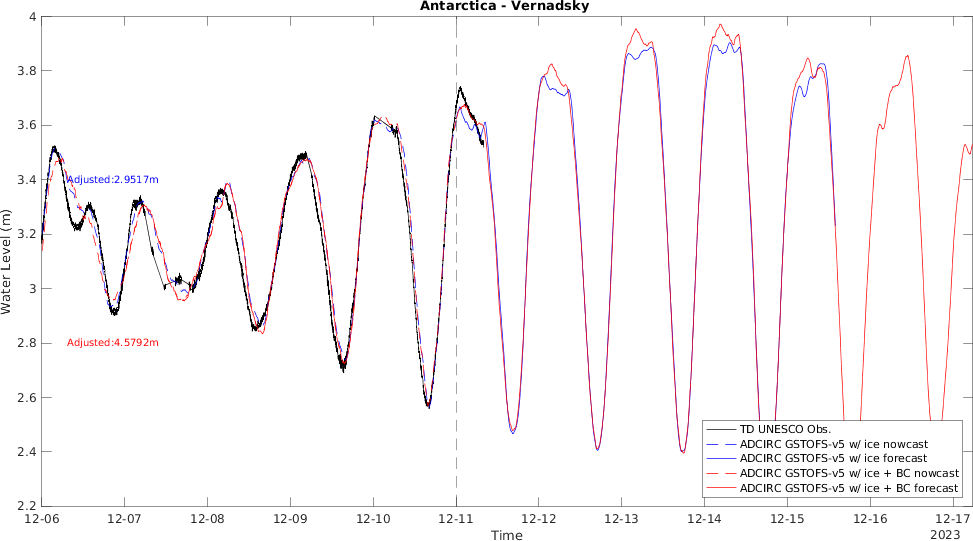 Antarctica - Vernadsky
Water Level (m)
4
3.8
3.6
3.4
3.2
3
2.8
2.6
2.4
2.2
Adjusted:2.9517m
Adjusted:4.5792m
TD UNESCO Obs.
ADCIRC GSTOFS-v5 w/ ice nowcast
ADCIRC GSTOFS-v5 w/ ice forecast
ADCIRC GSTOFS-v5 w/ ice + BC nowcast
ADCIRC GSTOFS-v5 w/ ice + BC forecast
12-06 12-07 12-08 12-09 12-10 12-11 12-12 12-13 12-14 12-15 12-16 12-17
Time
2023